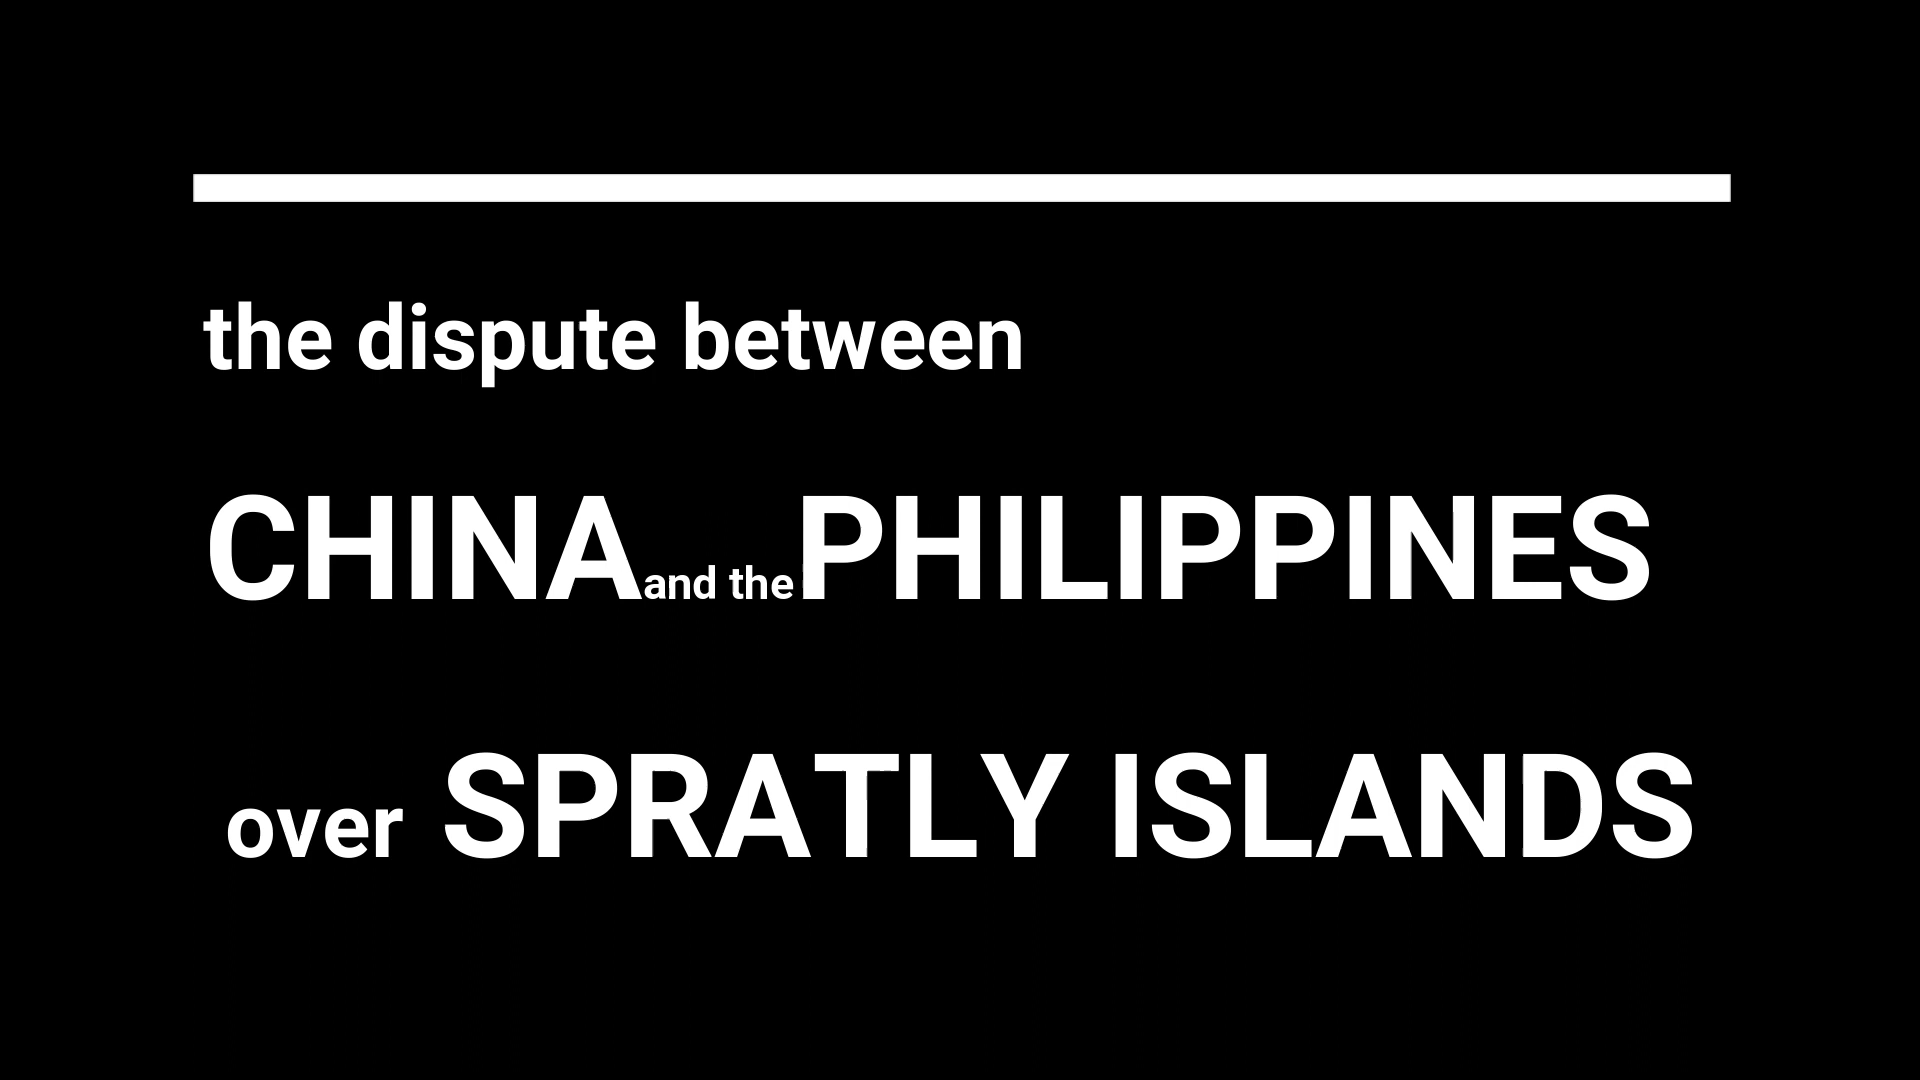 the dispute between
CHINA and the PHILIPPINES
over SPRATLY ISLANDS